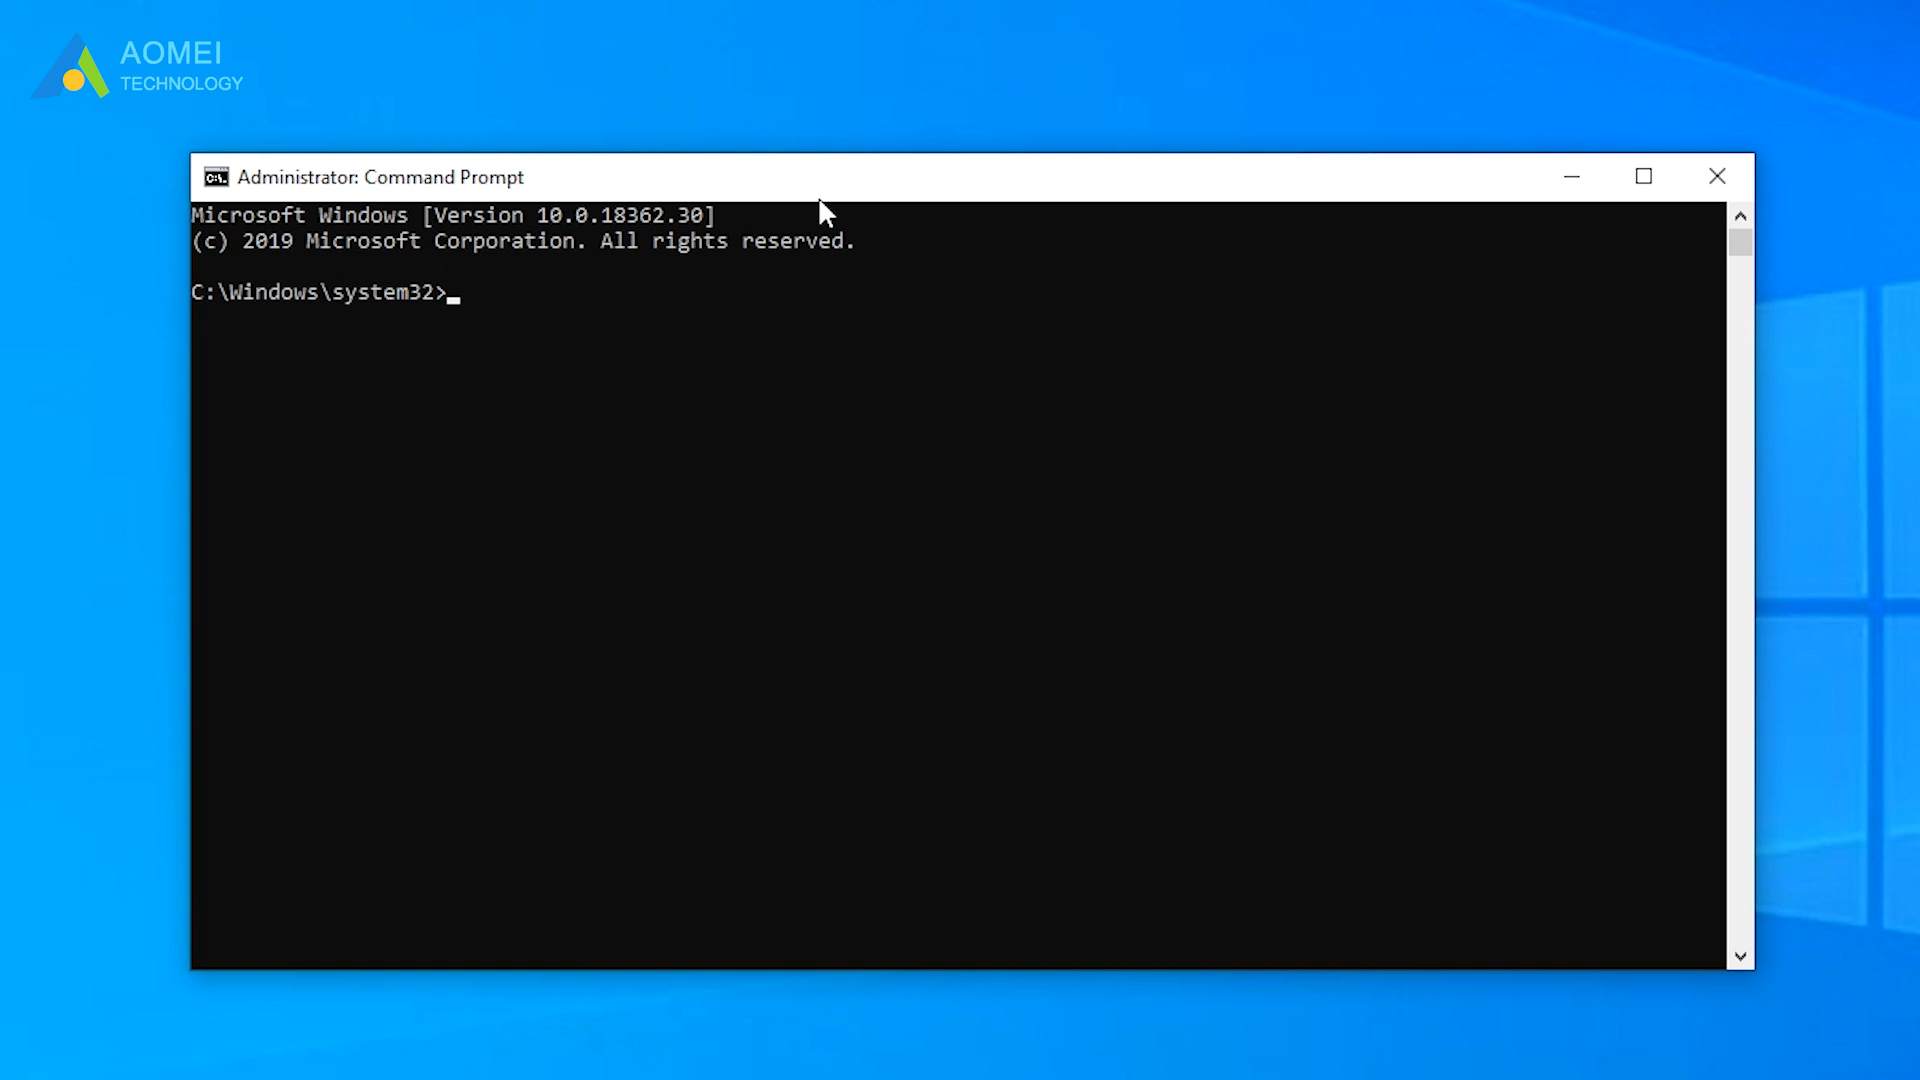 AOMEI
TECHNOLOGY
Administrator: Command Prompt
Microsoft Windows [Version 10.0.18362.30]
(c) 2019 Microsoft Corporation. All rights reserved.
C:\Windows\system32>